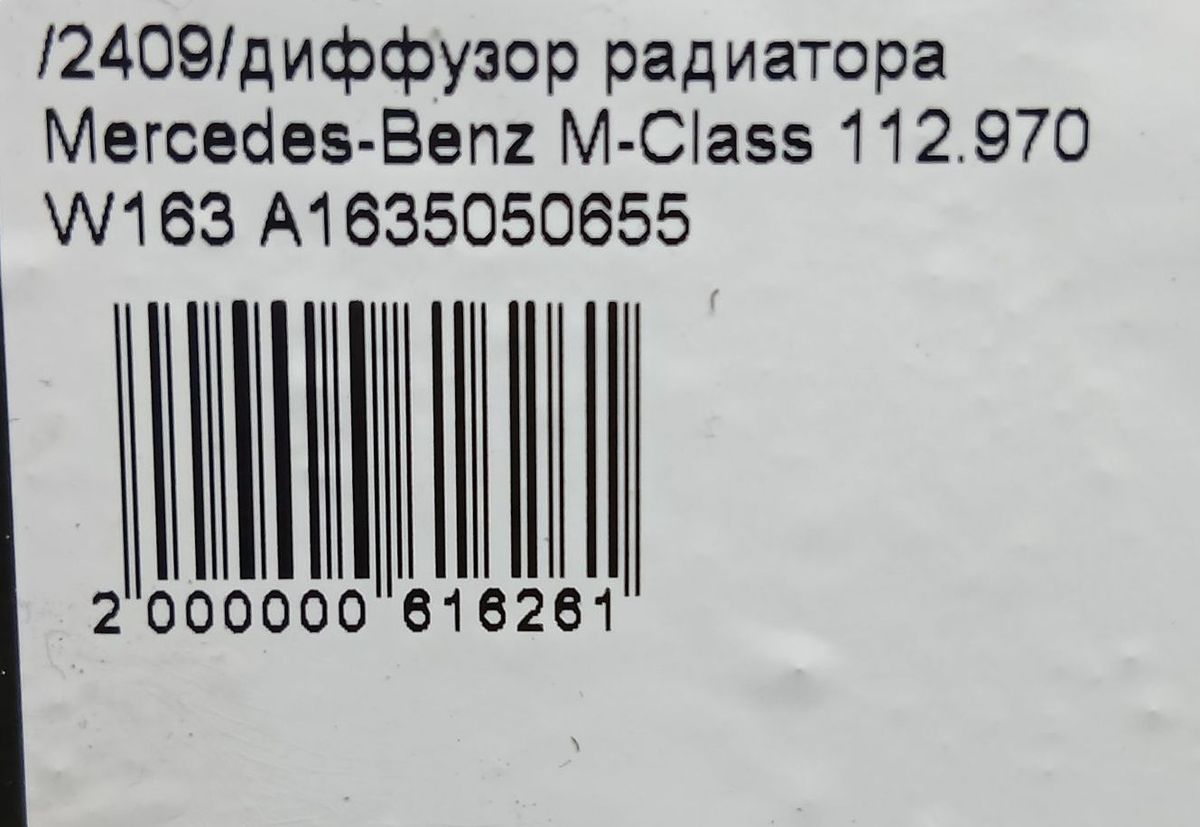 /2409/диффузор радиатора
Mercedes-Benz M-Class 112.970
W163 A1635050655
2 000000 616261